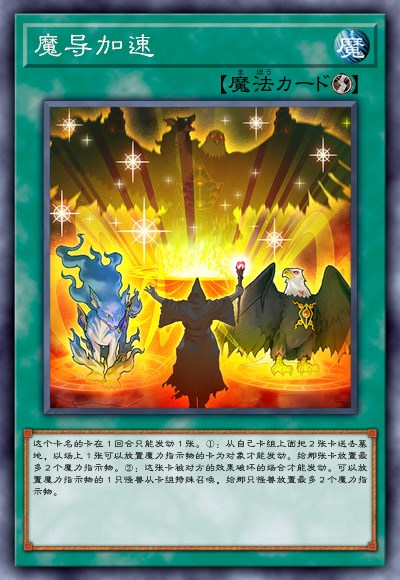 魔导加速
魔
まほう
【魔法カード】
这个卡名的卡在１回合只能发动１张。①：从自己卡组上面把２张卡送去墓
地，以场上１张可以放置魔力指示物的卡为对象才能发动。给那张卡放置最
多２个魔力指示物。②：这张卡被对方的效果破坏的场合才能发动。可以放
置魔力指示物的１只怪兽从卡组特殊召唤，给那只怪兽放置最多２个魔力指
示物。